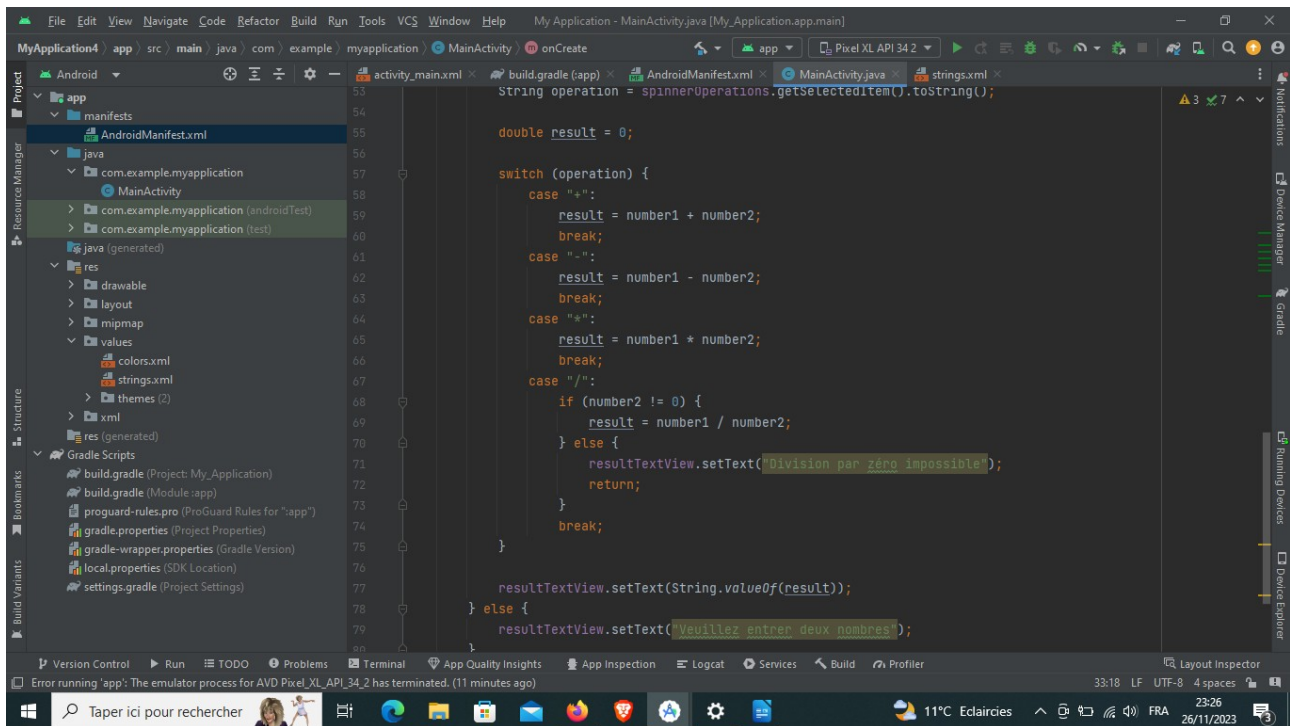 File Edit View Navigate Code Refactor Build Run Tools VCS Window Help My Application - MainActivity.java [My_Application.app.main]
MyApplication4 app src main java com example myapplication MainActivity onCreate app Pixel XL API 34 2
Android activity_main.xml build.gradle (:app) AndroidManifest.xml MainActivity.java strings.xml
Project
Resource Manager
Structure
Bookmarks
Build Variants
app
manifests
AndroidManifest.xml
java
com.example.myapplication
MainActivity
com.example.myapplication (androidTest)
com.example.myapplication (test)
java (generated)
res
drawable
layout
mipmap
values
colors.xml
strings.xml
themes (2)
xml
res (generated)
Gradle Scripts
build.gradle (Project: My_Application)
build.gradle (Module :app)
proguard-rules.pro (ProGuard Rules for ":app")
gradle.properties (Project Properties)
gradle-wrapper.properties (Gradle Version)
local.properties (SDK Location)
settings.gradle (Project Settings)
53 String operation = spinnerOperations.getSelectedItem().toString();
54
55 double result = 0;
56
57 switch (operation) {
58 case "+":
59 result = number1 + number2;
60 break;
61 case "-":
62 result = number1 - number2;
63 break;
64 case "*":
65 result = number1 * number2;
66 break;
67 case "/":
68 if (number2 != 0) {
69 result = number1 / number2;
70 } else {
71 resultTextView.setText("Division par zéro impossible");
72 return;
73 }
74 break;
75 }
76
77 resultTextView.setText(String.valueOf(result));
78 } else {
79 resultTextView.setText("Veuillez entrer deux nombres");
80 }
3 7
Notifications
Device Manager
Gradle
Running Devices
Device Explorer
Version Control Run TODO Problems Terminal App Quality Insights App Inspection Logcat Services Build Profiler Layout Inspector
Error running 'app': The emulator process for AVD Pixel_XL_API_34_2 has terminated. (11 minutes ago) 33:18 LF UTF-8 4 spaces
Taper ici pour rechercher 11°C Eclaircies FRA 23:26
26/11/2023